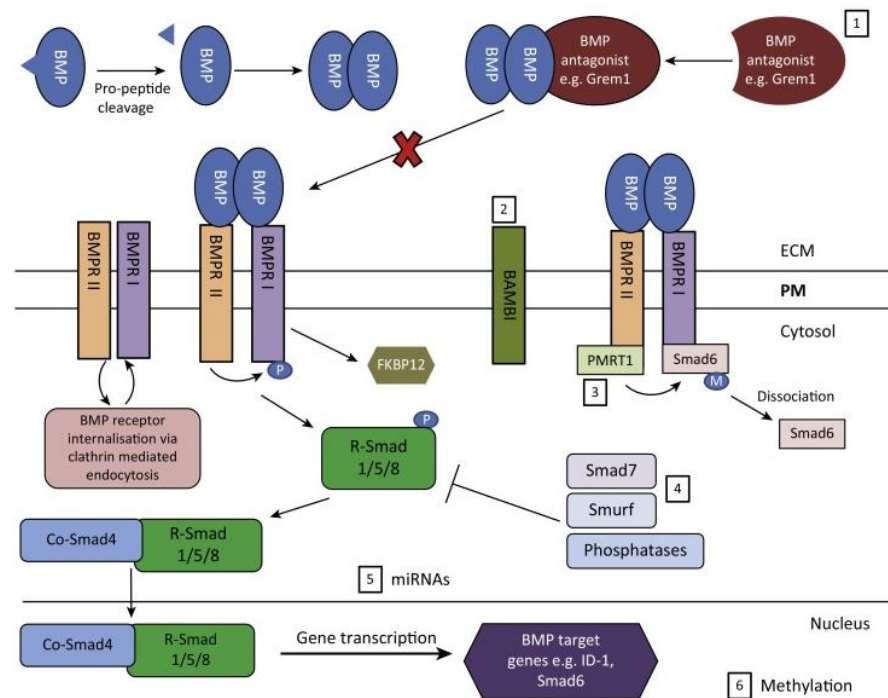 BMP
Pro-peptide
cleavage
BMP
BMP
BMP
BMP
BMP
BMP
antagonist
e.g. Grem1
BMP
antagonist
e.g. Grem1
1
BMP
BMP
BMP
BMP
2
BMPR II
BMPR I
BMPR II
BMPR I
BAMBI
BMPR II
BMPR I
ECM
PM
Cytosol
P
FKBP12
PMRT1
Smad6
3
M
Dissociation
Smad6
BMP receptor
internalisation via
clathrin mediated
endocytosis
P
R-Smad
1/5/8
Smad7
Smurf
Phosphatases
4
Co-Smad4
R-Smad
1/5/8
5 miRNAs
Nucleus
Co-Smad4
R-Smad
1/5/8
Gene transcription
BMP target
genes e.g. ID-1,
Smad6
6 Methylation